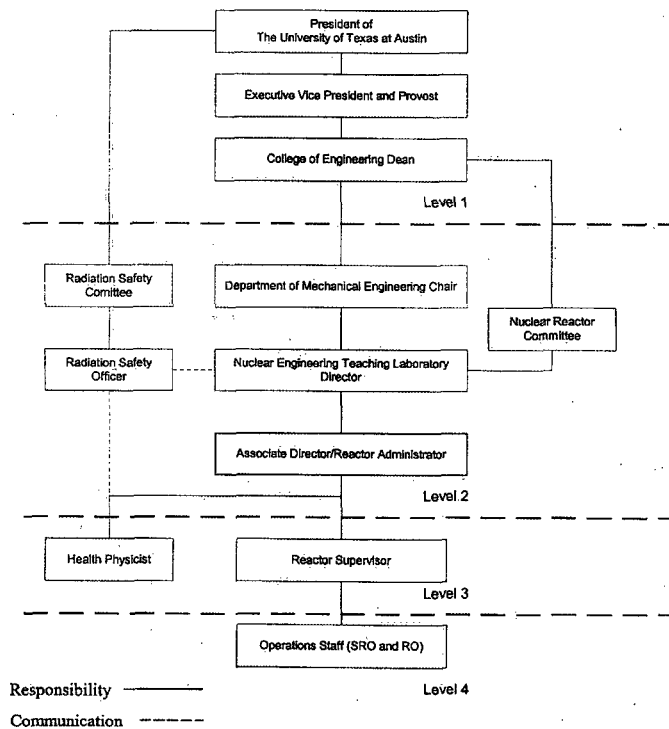 President of
The University of Texas at Austin
Executive Vice President and Provost
College of Engineering Dean
Level 1
Radiation Safety
Comittee
Department of Mechanical Engineering Chair
Nuclear Reactor
Committee
Radiation Safety
Officer
Nuclear Engineering Teaching Laboratory
Director
Associate Director/Reactor Administrator
Level 2
Health Physicist
Reactor Supervisor
Level 3
Operations Staff (SRO and RO)
Level 4
Responsibility
Communication